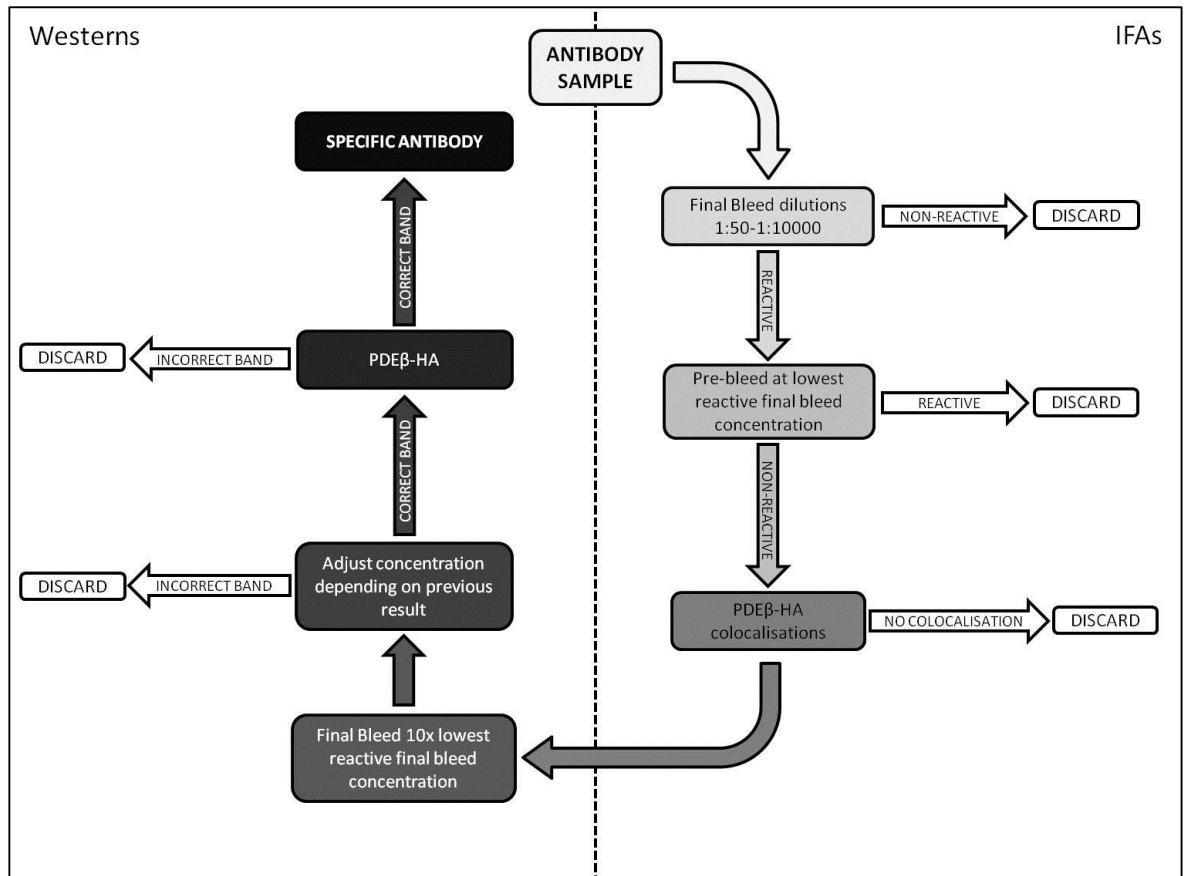 Westerns
IFAs
ANTIBODY
SAMPLE
SPECIFIC ANTIBODY
Final Bleed dilutions
1:50-1:10000
NON-REACTIVE
DISCARD
CORRECT BAND
REACTIVE
DISCARD
INCORRECT BAND
PDEβ-HA
Pre-bleed at lowest
reactive final bleed
concentration
REACTIVE
DISCARD
CORRECT BAND
NON-REACTIVE
DISCARD
INCORRECT BAND
Adjust concentration
depending on previous
result
PDEβ-HA
colocalisations
NO COLOCALISATION
DISCARD
Final Bleed 10x lowest
reactive final bleed
concentration